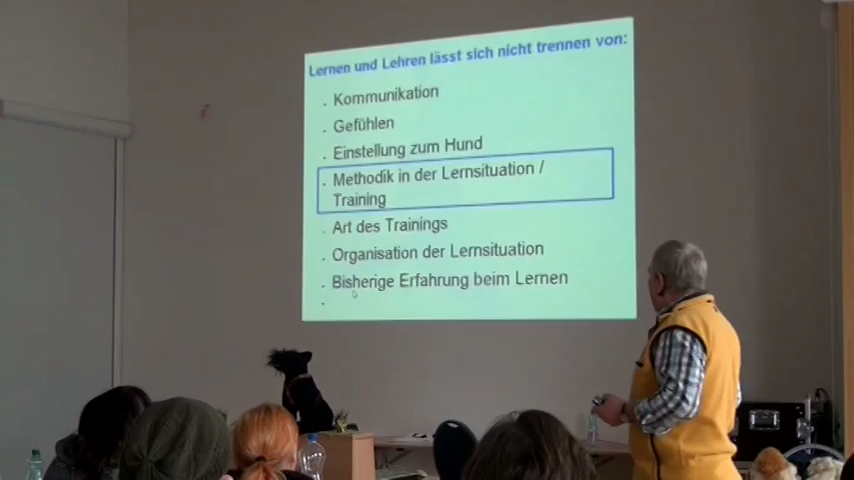 Lernen und Lehren lässt sich nicht trennen von:
. Kommunikation
. Gefühlen
. Einstellung zum Hund
. Methodik in der Lernsituation /
Training
. Art des Trainings
. Organisation der Lernsituation
. Bisherige Erfahrung beim Lernen
.